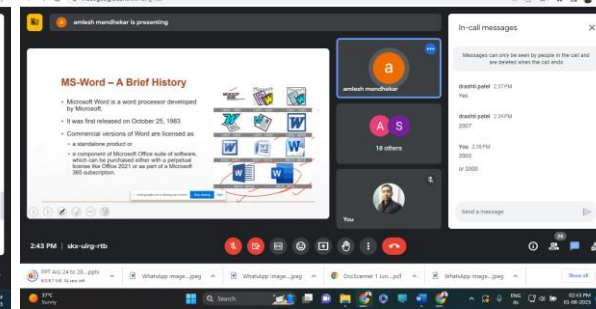 amlesh mendhekar is presenting
MS-Word – A Brief History
• Microsoft Word is a word processor developed
by Microsoft.
• It was first released on October 25, 1983
• Commercial versions of Word are licensed as
• a standalone product or
• a component of Microsoft Office suite of software,
which can be purchased either with a perpetual
license like Office 2021 or as part of a Microsoft
365 subscription.
a
amlesh mendhekar
A S
18 others
You
In-call messages
Messages can only be seen by people in the call and
are deleted when the call ends
drashti patel 2:37 PM
Yes
drashti patel 2:39 PM
2007
You 2:39 PM
2003
or 2000
Send a message
2:43 PM | skx-uirg-rtb
WhatsApp Image...jpeg
WhatsApp Image...jpeg
DocScanner 1 Jun...pdf
WhatsApp Image...jpeg
Show all
37°C
Sunny
Search
ENG
02:43 PM
01-06-2023